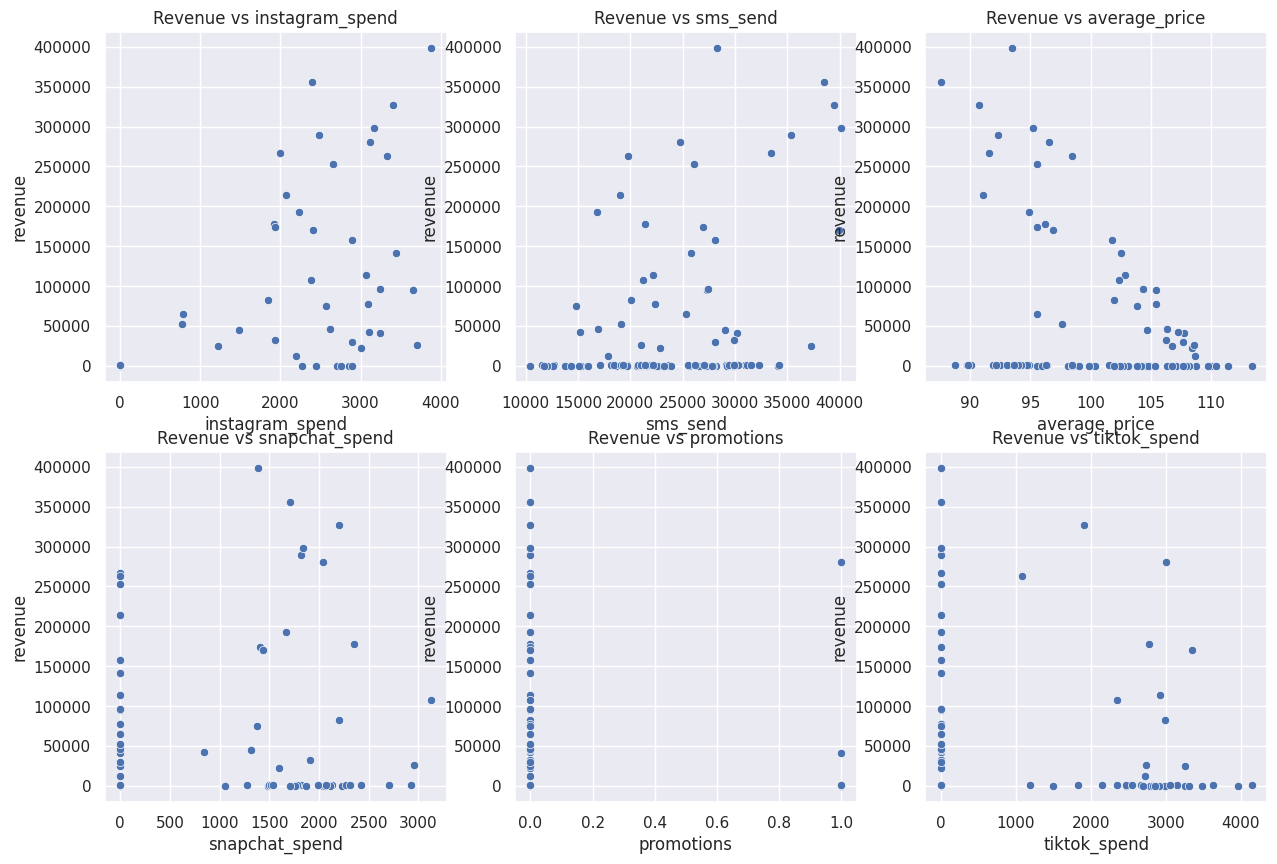 Revenue vs instagram_spend
400000
350000
300000
250000
200000
150000
100000
50000
0
revenue
0 1000 2000 3000 4000
instagram_spend
Revenue vs sms_send
400000
350000
300000
250000
200000
150000
100000
50000
0
revenue
10000 15000 20000 25000 30000 35000 40000
sms_send
Revenue vs average_price
400000
350000
300000
250000
200000
150000
100000
50000
0
revenue
90 95 100 105 110
average_price
Revenue vs snapchat_spend
400000
350000
300000
250000
200000
150000
100000
50000
0
revenue
0 500 1000 1500 2000 2500 3000
snapchat_spend
Revenue vs promotions
400000
350000
300000
250000
200000
150000
100000
50000
0
revenue
0.0 0.2 0.4 0.6 0.8 1.0
promotions
Revenue vs tiktok_spend
400000
350000
300000
250000
200000
150000
100000
50000
0
revenue
0 1000 2000 3000 4000
tiktok_spend